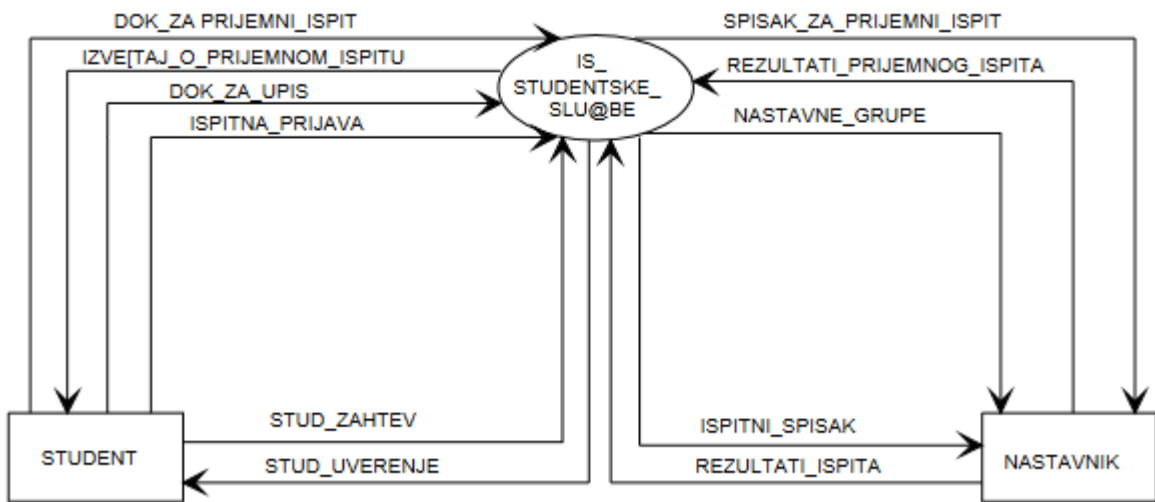 DOK_ZA PRIJEMNI_ISPIT
SPISAK_ZA_PRIJEMNI_ISPIT
IZVE[TAJ_O_PRIJEMNOM_ISPITU
IS_
STUDENTSKE_
SLU@BE
REZULTATI_PRIJEMNOG_ISPITA
DOK_ZA_UPIS
NASTAVNE_GRUPE
ISPITNA_PRIJAVA
STUD_ZAHTEV
ISPITNI_SPISAK
STUDENT
STUD_UVERENJE
REZULTATI_ISPITA
NASTAVNIK